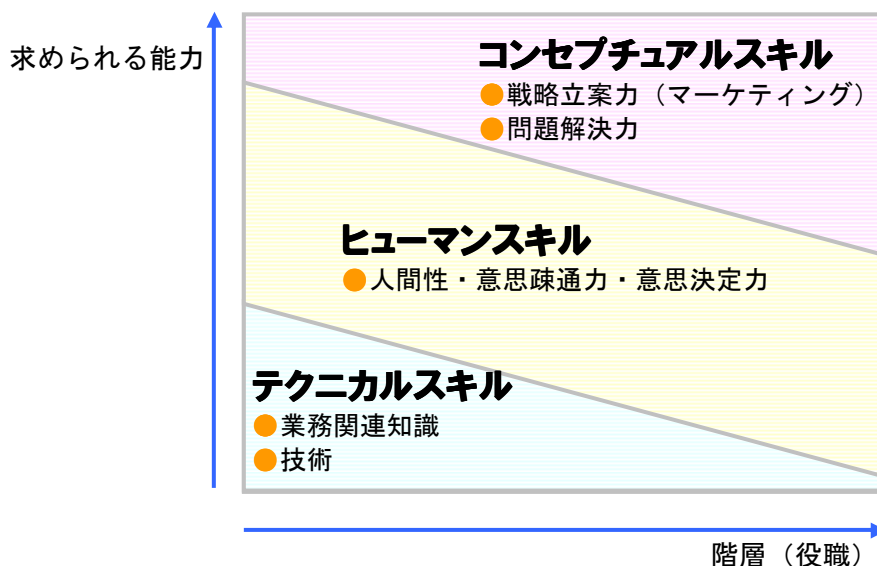 求められる能力
コンセプチュアルスキル
●戦略立案力（マーケティング）
●問題解決力
ヒューマンスキル
●人間性・意思疎通力・意思決定力
テクニカルスキル
●業務関連知識
●技術
階層（役職）